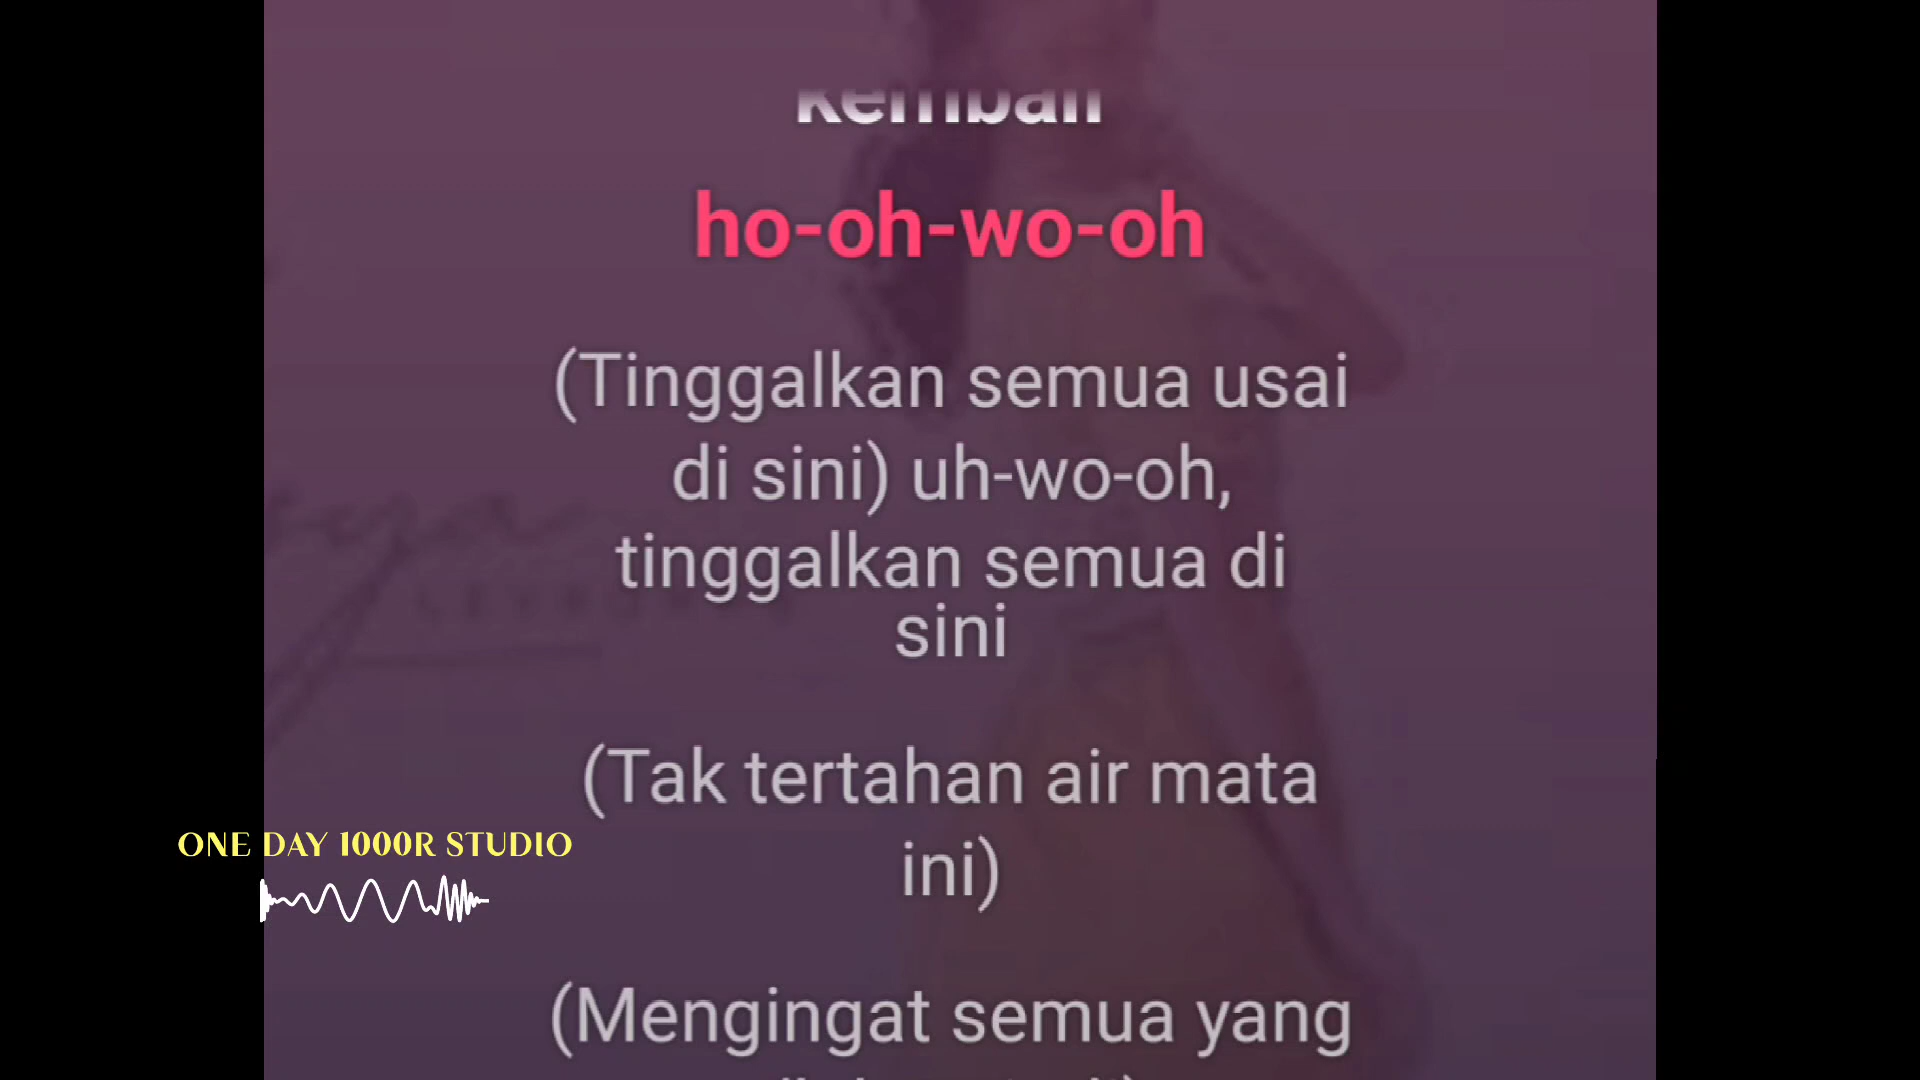 kembali
ho-oh-wo-oh
(Tinggalkan semua usai
di sini) uh-wo-oh,
tinggalkan semua di
sini
(Tak tertahan air mata
ini)
(Mengingat semua yang
ONE DAY 1000R STUDIO